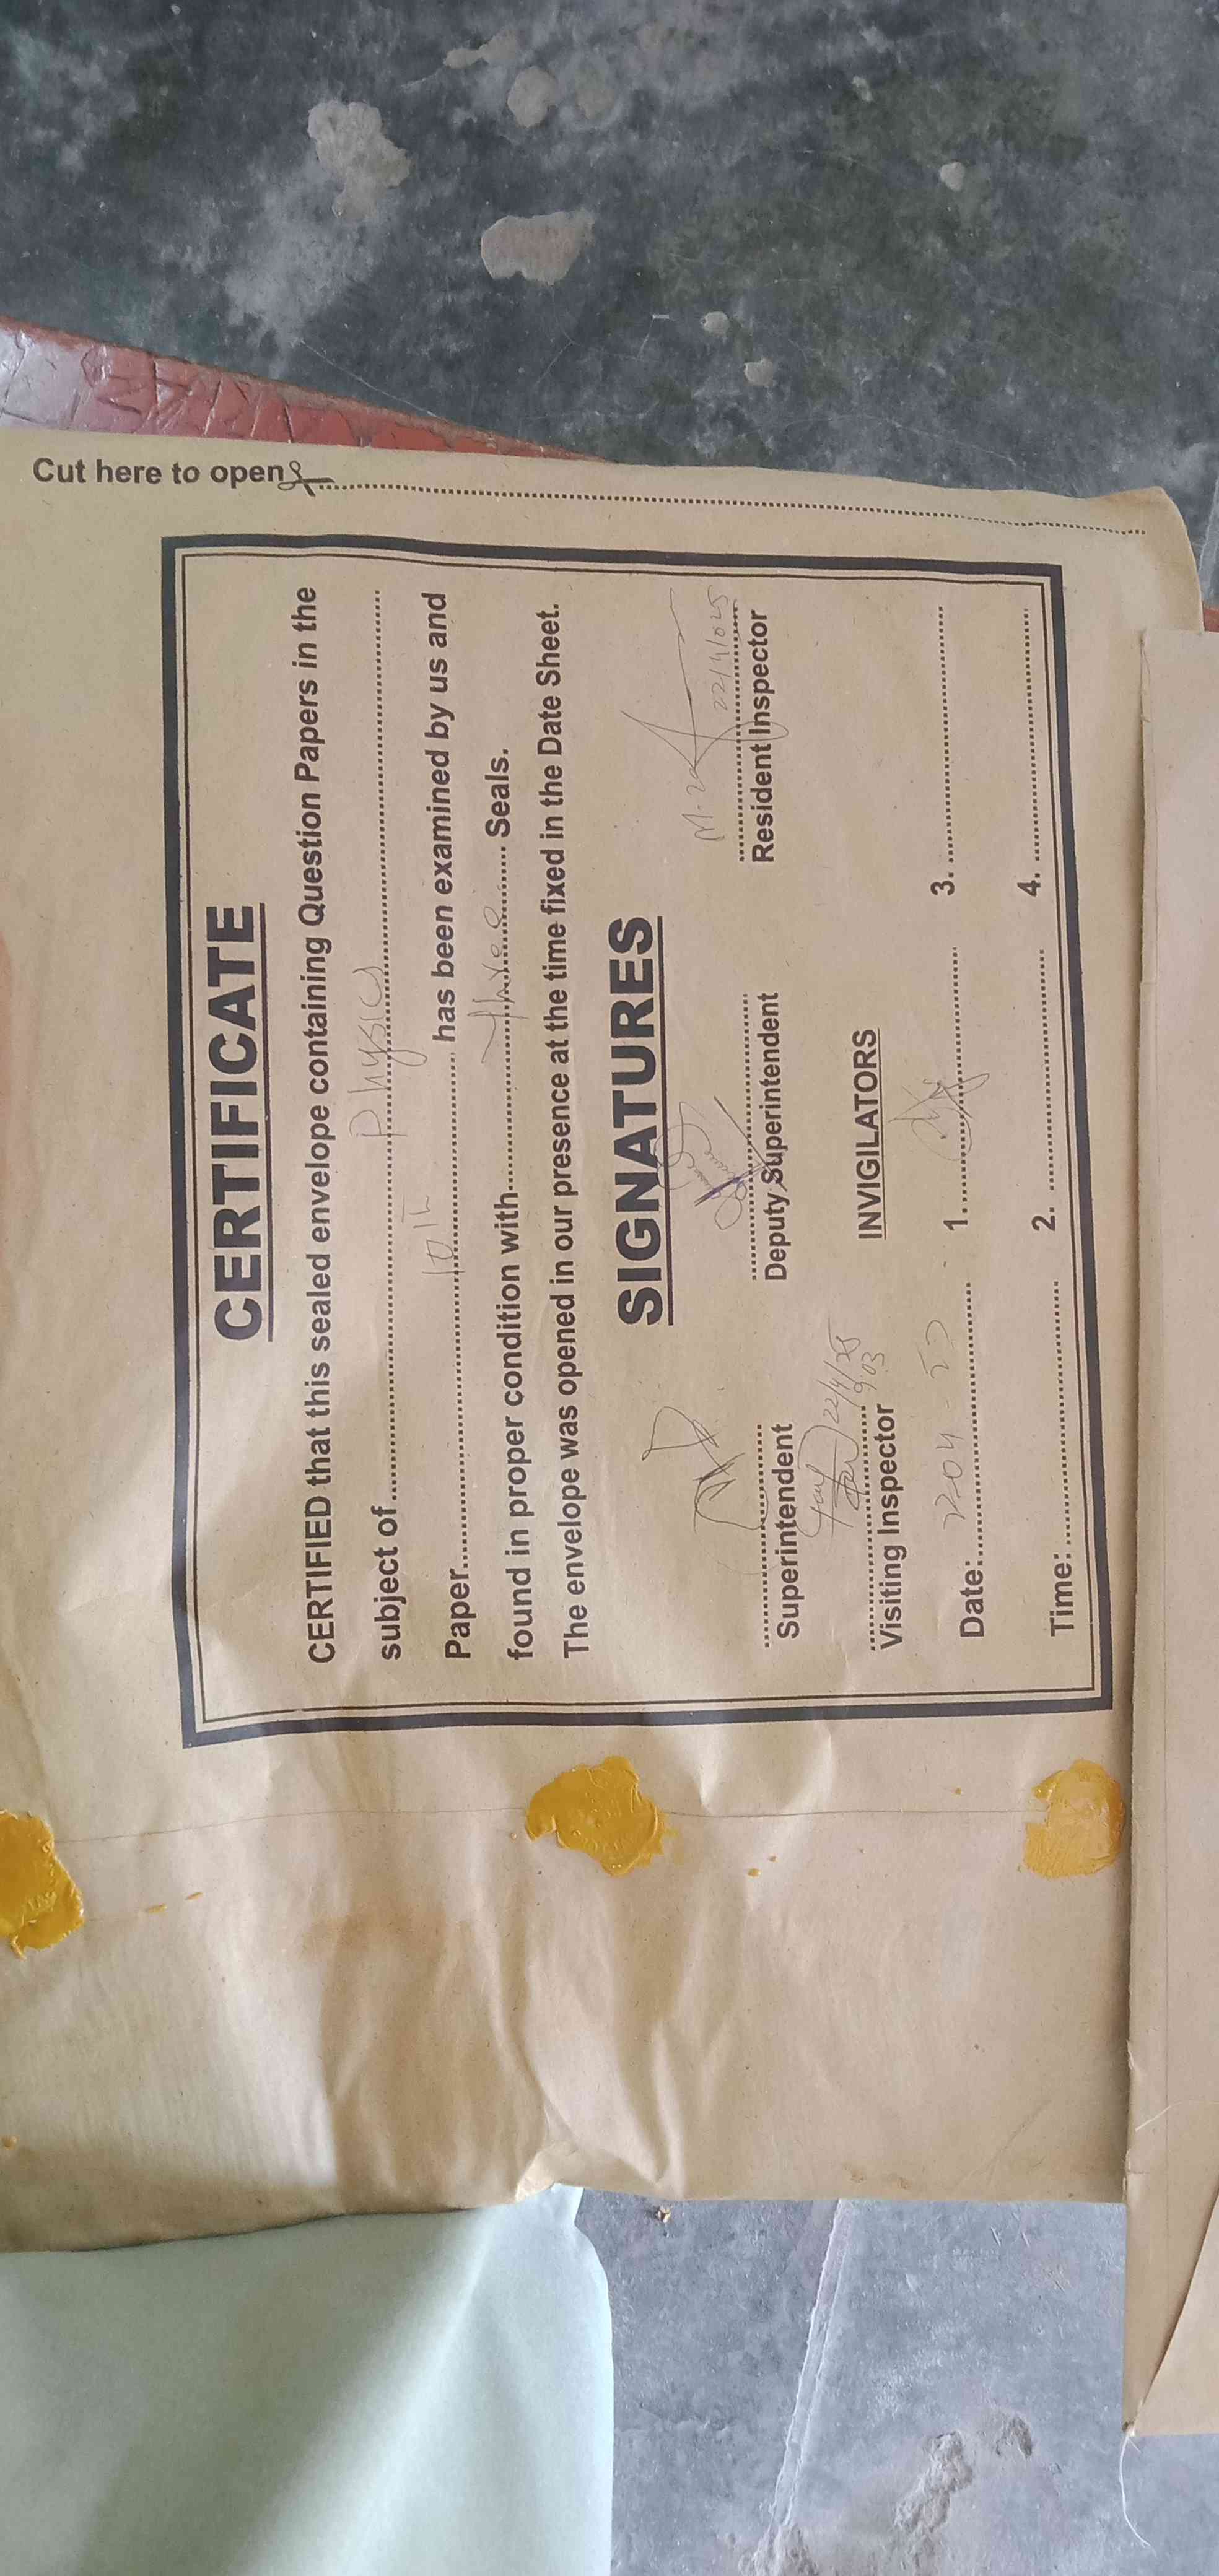 Cut here to open
CERTIFICATE
CERTIFIED that this sealed envelope containing Question Papers in the
subject of.......... Physics ..........
Paper.......... 10th .......... has been examined by us and
found in proper condition with.......... three .......... Seals.
The envelope was opened in our presence at the time fixed in the Date Sheet.
SIGNATURES
22/4/025
Superintendent
Deputy Superintendent
Resident Inspector
22/4/25
9:03
Visiting Inspector
INVIGILATORS
Date:..........
1...........
3. ..........
Time: ..........
2. ..........
4. ..........